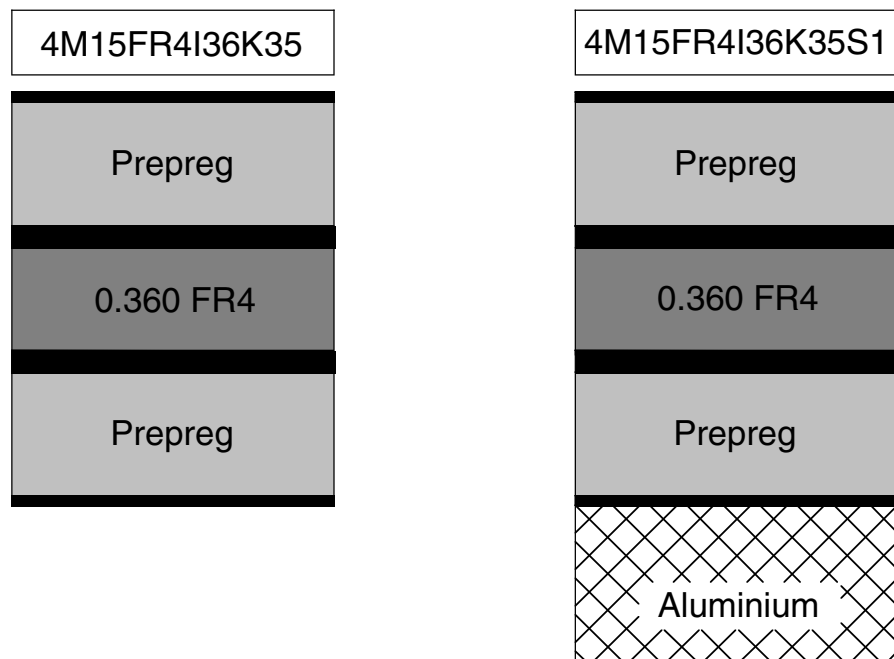 4M15FR4I36K35
Prepreg
0.360 FR4
Prepreg
4M15FR4I36K35S1
Prepreg
0.360 FR4
Prepreg
Aluminium